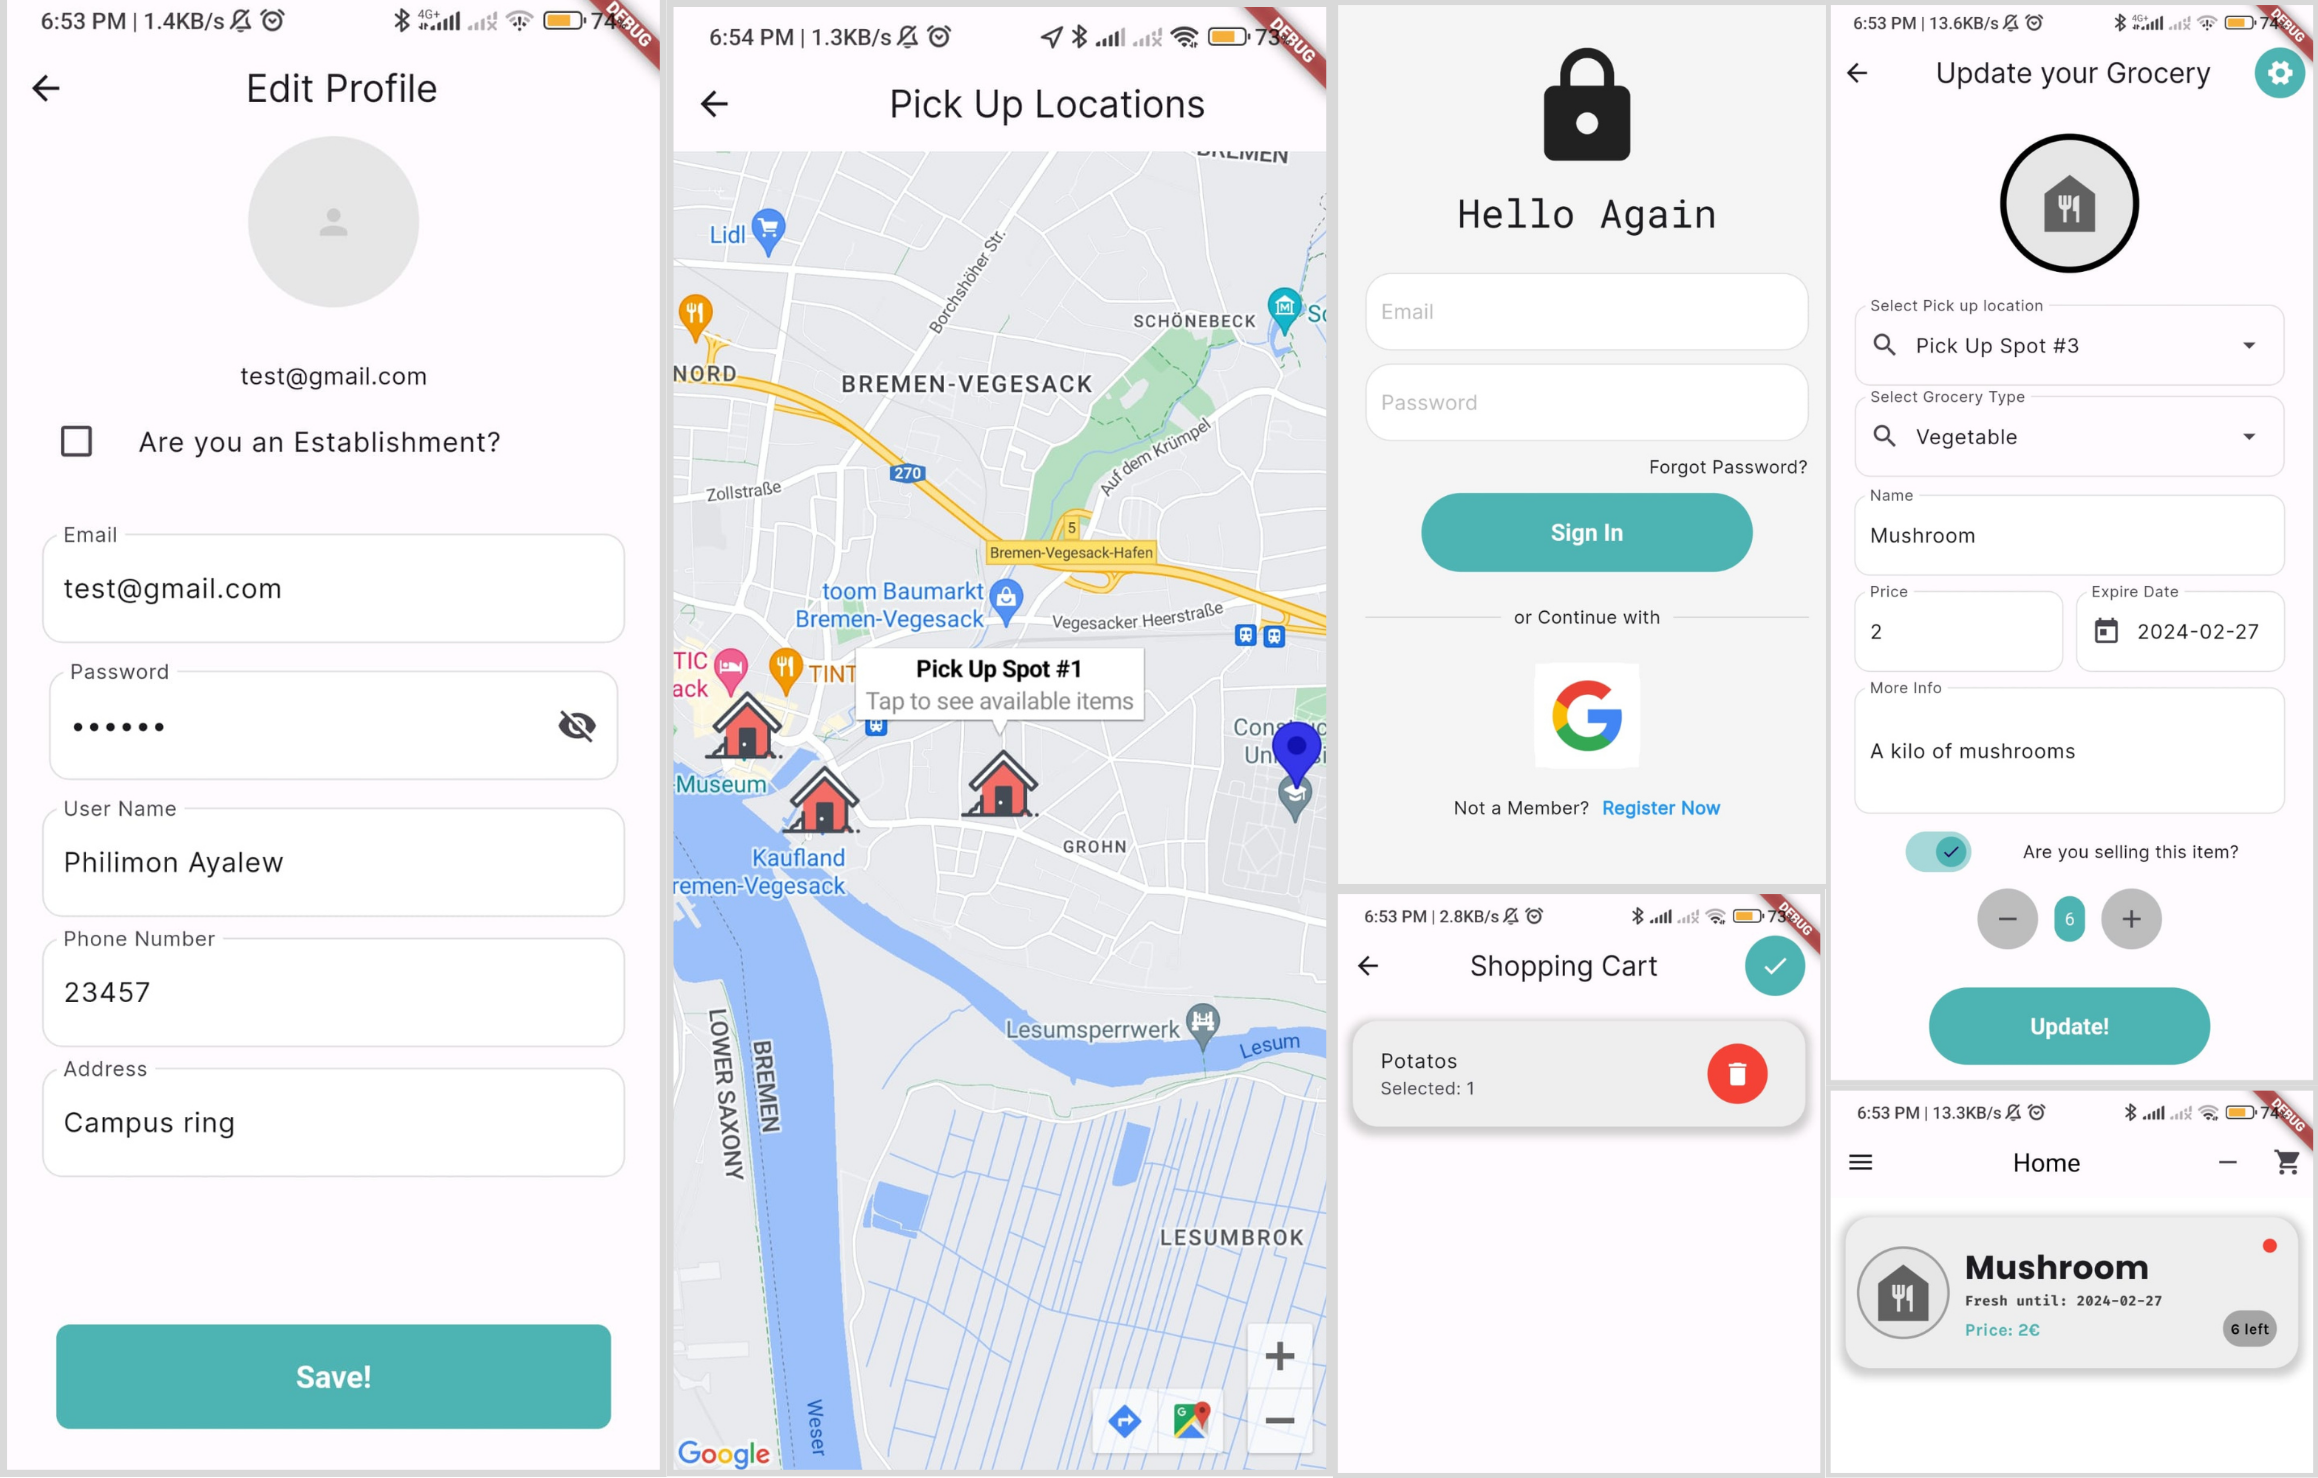 6:53 PM | 1.4KB/s
4G+
74
DEBUG
Edit Profile
test@gmail.com
Are you an Establishment?
Email
test@gmail.com
Password
••••••
User Name
Philimon Ayalew
Phone Number
23457
Address
Campus ring
Save!
6:54 PM | 1.3KB/s
73
DEBUG
Pick Up Locations
BREMEN
Lidl
Borchshöher Str.
SCHÖNEBECK
NORD
BREMEN-VEGESACK
270
Zollstraße
Auf dem Krümpel
5
Bremen-Vegesack-Hafen
toom Baumarkt
Bremen-Vegesack
Vegesacker Heerstraße
TIC
ack
TINT
Pick Up Spot #1
Tap to see available items
Museum
Kaufland
remen-Vegesack
GROHN
LOWER SAXONY
BREMEN
Lesumsperrwerk
Lesum
LESUMBROK
Weser
+
−
Google
Hello Again
Email
Password
Forgot Password?
Sign In
or Continue with
G
Not a Member? Register Now
6:53 PM | 2.8KB/s
73
DEBUG
Shopping Cart
Potatos
Selected: 1
6:53 PM | 13.6KB/s
4G+
74
DEBUG
Update your Grocery
Select Pick up location
Pick Up Spot #3
Select Grocery Type
Vegetable
Name
Mushroom
Price
2
Expire Date
2024-02-27
More Info
A kilo of mushrooms
Are you selling this item?
− 6 +
Update!
6:53 PM | 13.3KB/s
74
DEBUG
Home
Mushroom
Fresh until: 2024-02-27
Price: 2€
6 left